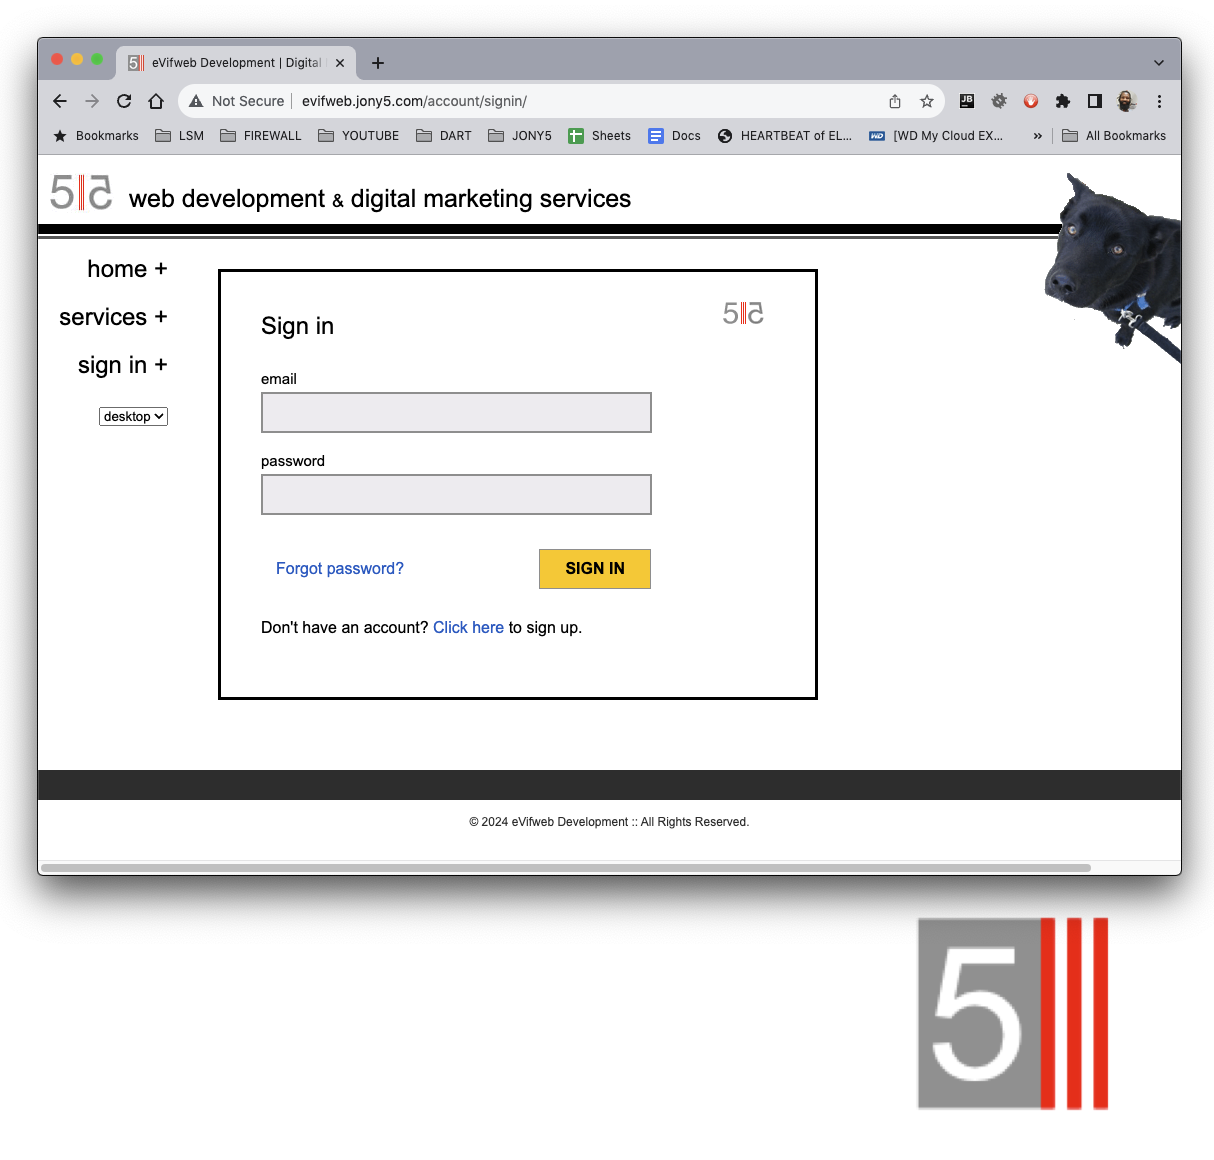 eVifweb Development | Digital
Not Secure evifweb.jony5.com/account/signin/
JB
Bookmarks LSM FIREWALL YOUTUBE DART JONY5 Sheets Docs HEARTBEAT of EL... WD [WD My Cloud EX... » All Bookmarks
5 web development & digital marketing services
home +
services +
sign in +
desktop
Sign in
email
password
Forgot password? SIGN IN
Don't have an account? Click here to sign up.
© 2024 eVifweb Development :: All Rights Reserved.
5